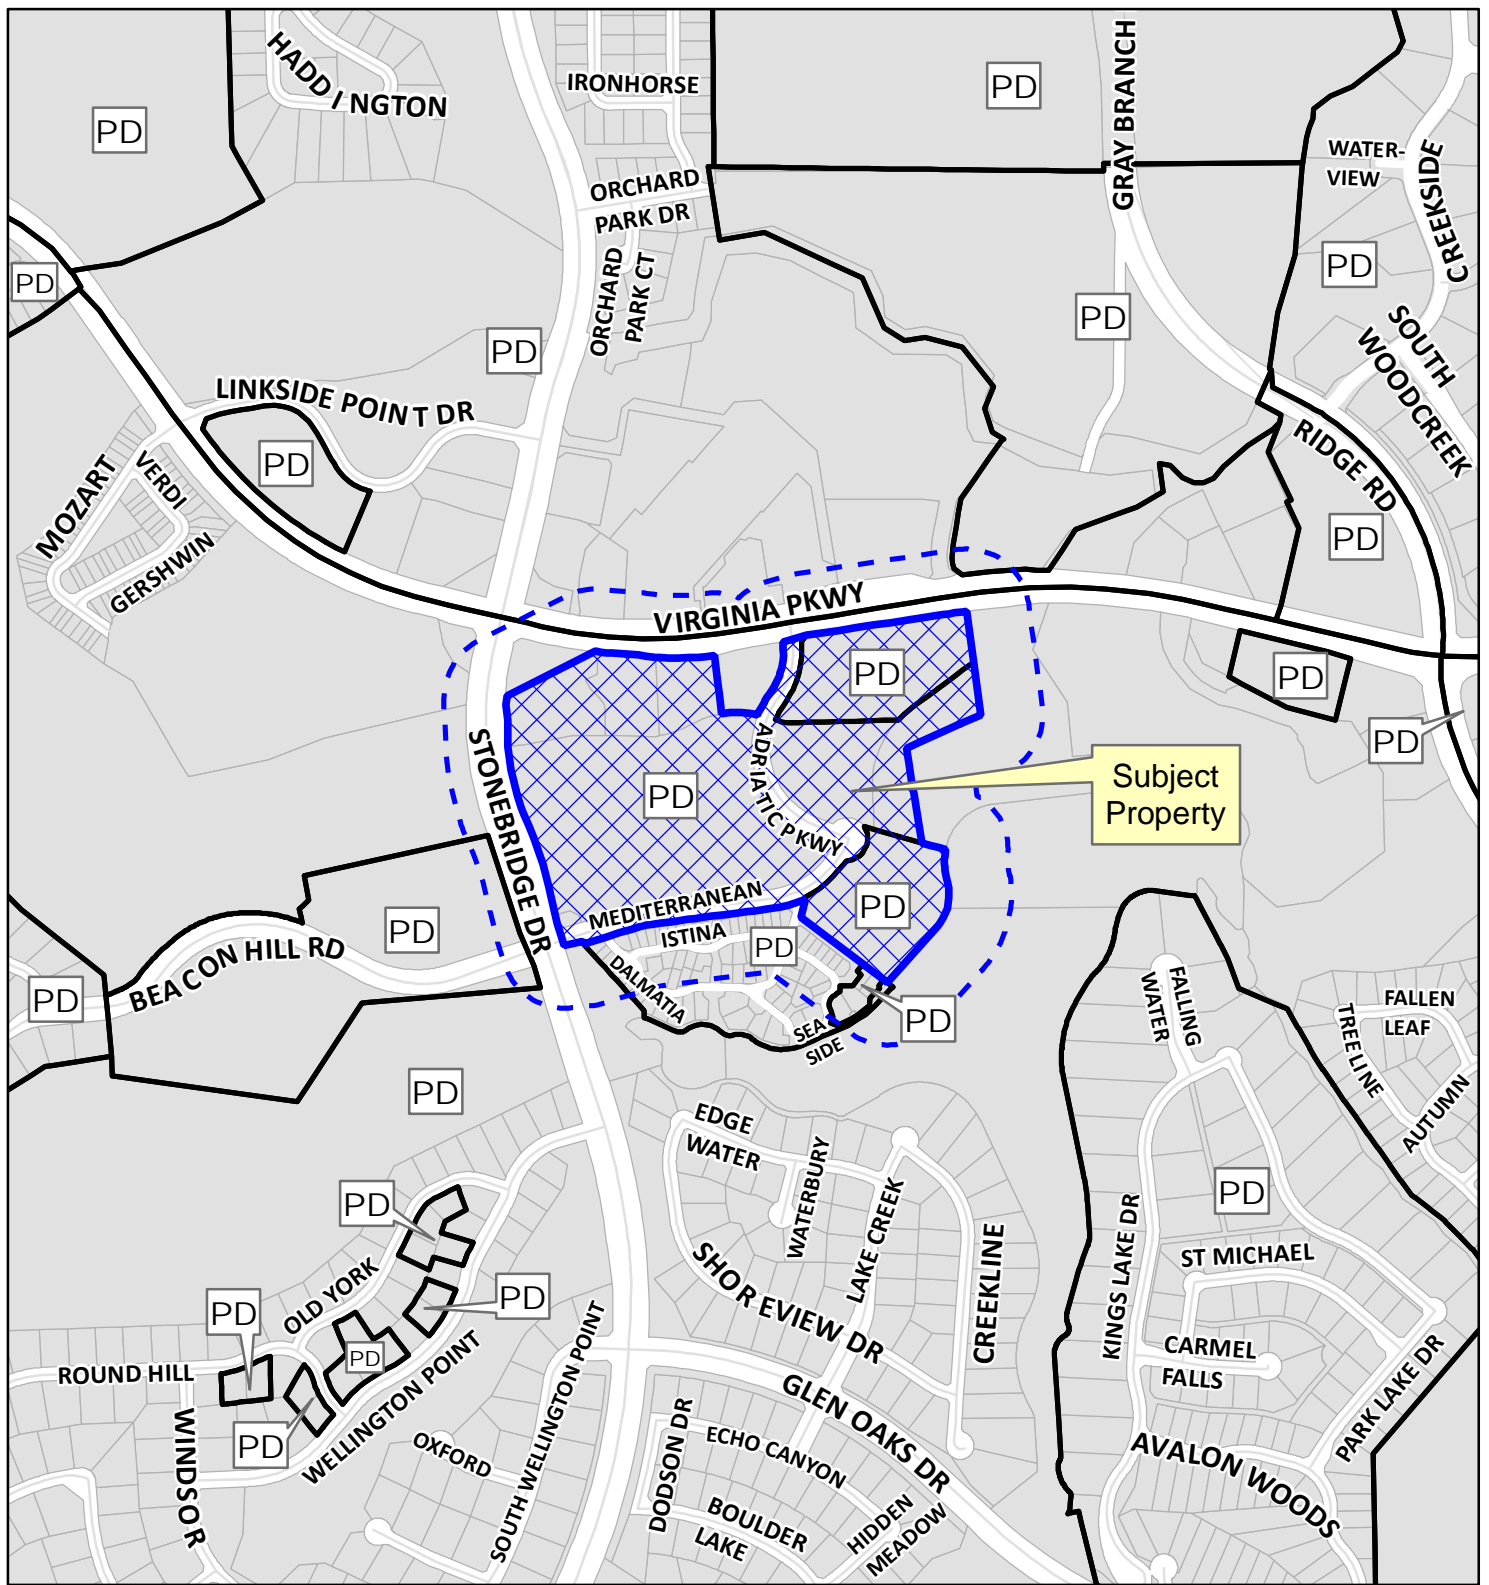 HADDINGTON
IRONHORSE
PD
PD
GRAY BRANCH
WATER-
VIEW
CREEKSIDE
ORCHARD
PARK DR
ORCHARD
PARK CT
PD
PD
PD
PD
SOUTH
WOODCREEK
LINKSIDE POINT DR
PD
RIDGE RD
MOZART
VERDI
GERSHWIN
PD
VIRGINIA PKWY
PD
PD
PD
STONEBRIDGE DR
ADRIATIC PKWY
PD
Subject
Property
MEDITERRANEAN
PD
ISTINA
PD
DALMATIA
SEA
SIDE
PD
PD
BEACON HILL RD
PD
FALLING
WATER
FALLEN
LEAF
TREELINE
AUTUMN
PD
EDGE
WATER
WATERBURY
LAKE CREEK
CREEKLINE
SHOREVIEW DR
KINGS LAKE DR
PD
ST MICHAEL
CARMEL
FALLS
PARK LAKE DR
AVALON WOODS
PD
PD
PD
OLD YORK
PD
PD
ROUND HILL
WINDSOR
WELLINGTON POINT
OXFORD
SOUTH WELLINGTON POINT
GLEN OAKS DR
DODSON DR
ECHO CANYON
BOULDER
LAKE
HIDDEN
MEADOW